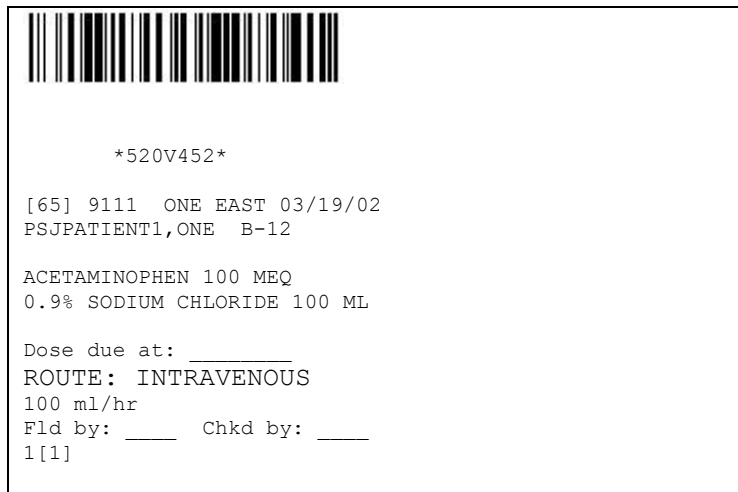 *520V452*
[65] 9111 ONE EAST 03/19/02
PSJPATIENT1,ONE B-12
ACETAMINOPHEN 100 MEQ
0.9% SODIUM CHLORIDE 100 ML
Dose due at: ________
ROUTE: INTRAVENOUS
100 ml/hr
Fld by: ____ Chkd by: ____
1[1]